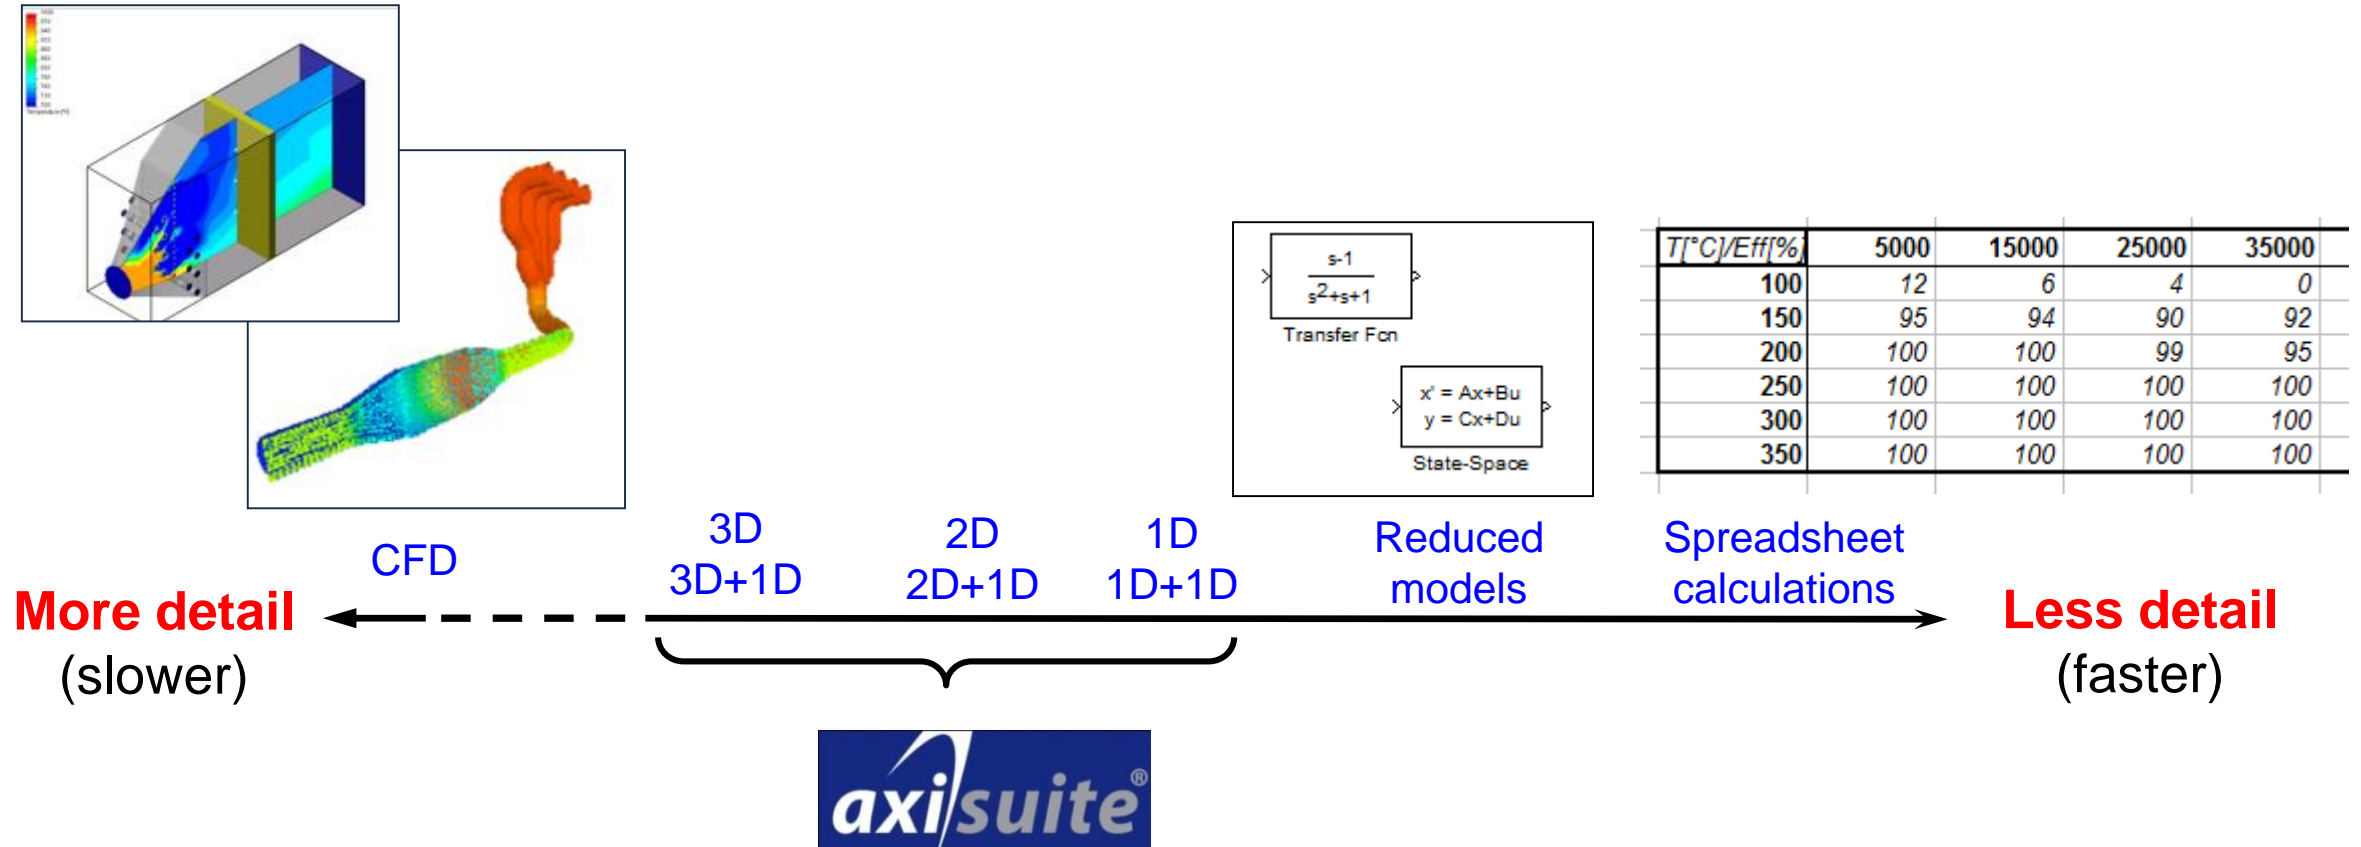 s-1
s2+s+1
Transfer Fcn
x' = Ax+Bu
y = Cx+Du
State-Space
T[°C]/Eff[%] 5000 15000 25000 35000
100 12 6 4 0
150 95 94 90 92
200 100 100 99 95
250 100 100 100 100
300 100 100 100 100
350 100 100 100 100
CFD
3D
3D+1D
2D
2D+1D
1D
1D+1D
Reduced
models
Spreadsheet
calculations
More detail
(slower)
Less detail
(faster)
axisuite®